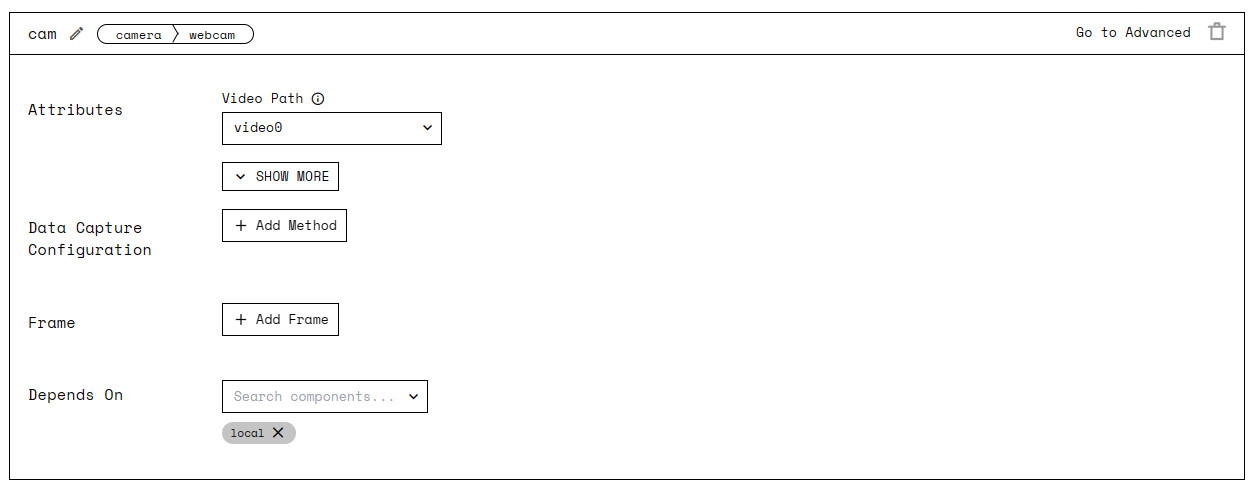 cam camera webcam Go to Advanced
Attributes
Video Path
video0
SHOW MORE
Data Capture
Configuration
+ Add Method
Frame
+ Add Frame
Depends On
Search components...
local